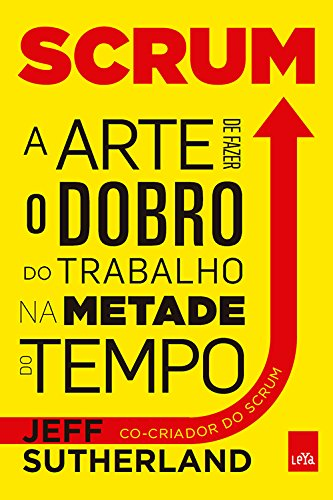 SCRUM
A ARTE DE FAZER
O DOBRO
DO TRABALHO
NA METADE
DO TEMPO
JEFF
SUTHERLAND
CO-CRIADOR DO SCRUM
LeYa